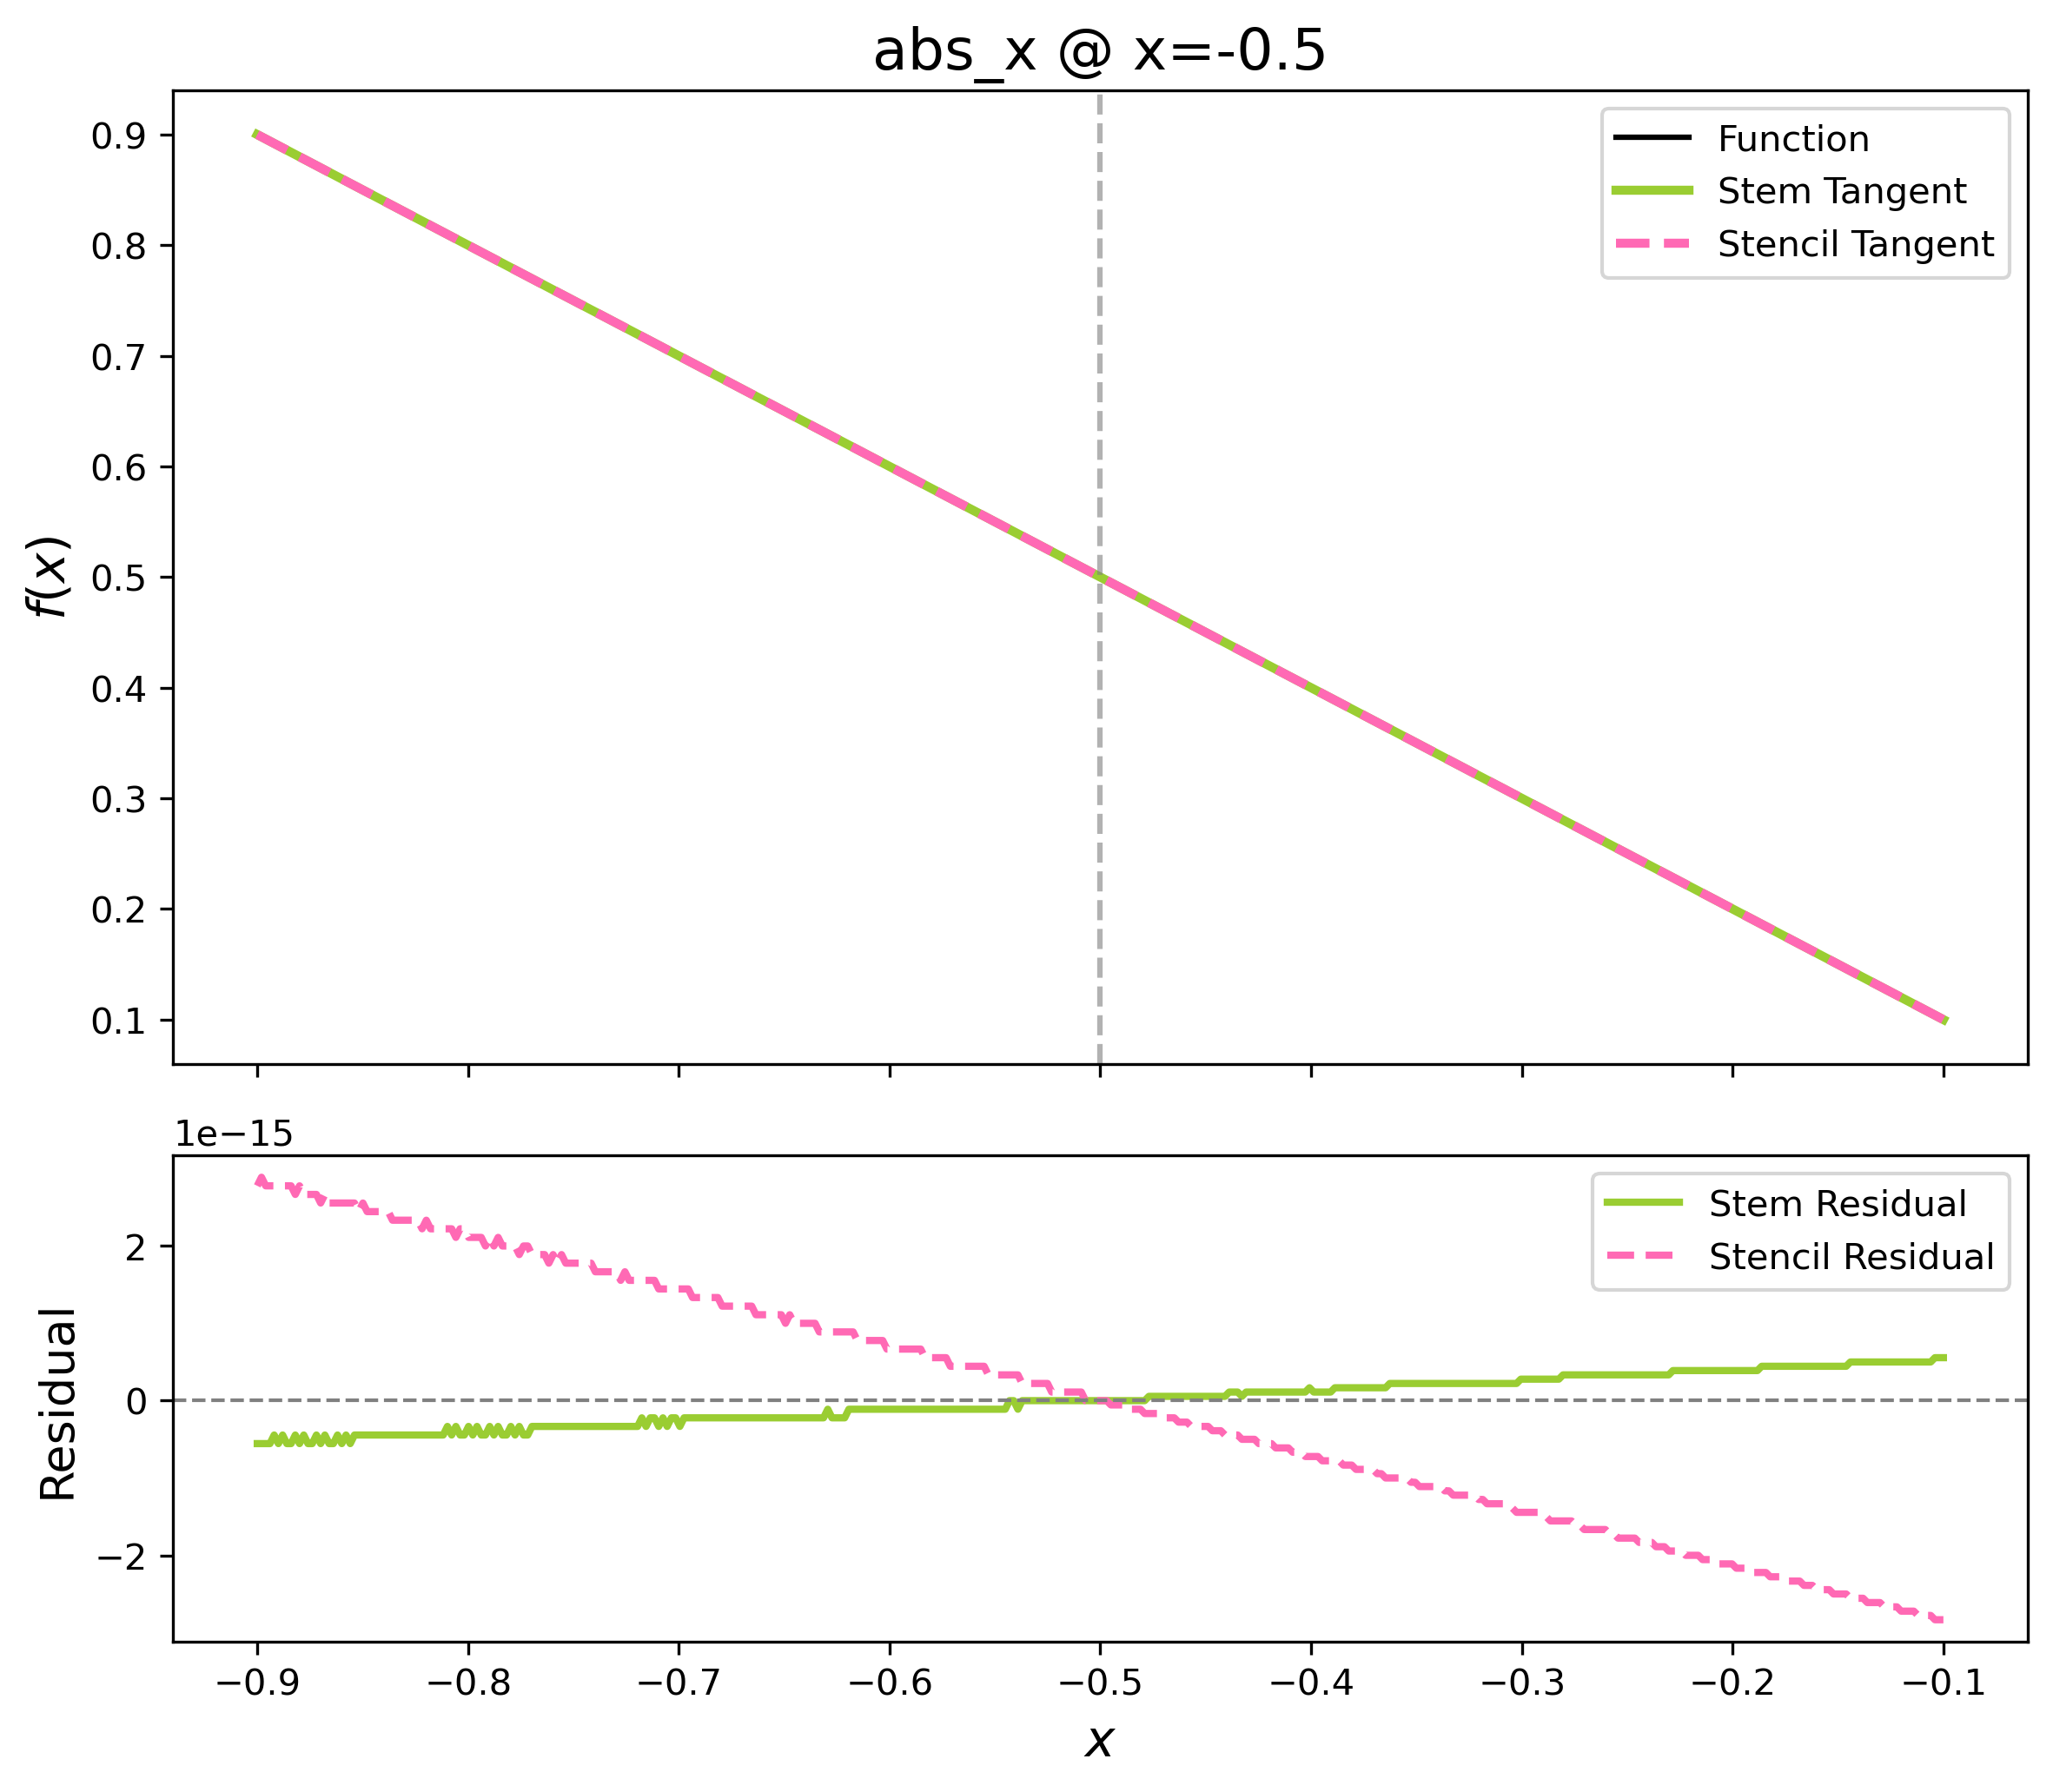 abs_x @ x=-0.5
f(x)
0.9
0.8
0.7
0.6
0.5
0.4
0.3
0.2
0.1
Function
Stem Tangent
Stencil Tangent
1e−15
Residual
2
0
−2
Stem Residual
Stencil Residual
−0.9
−0.8
−0.7
−0.6
−0.5
−0.4
−0.3
−0.2
−0.1
x